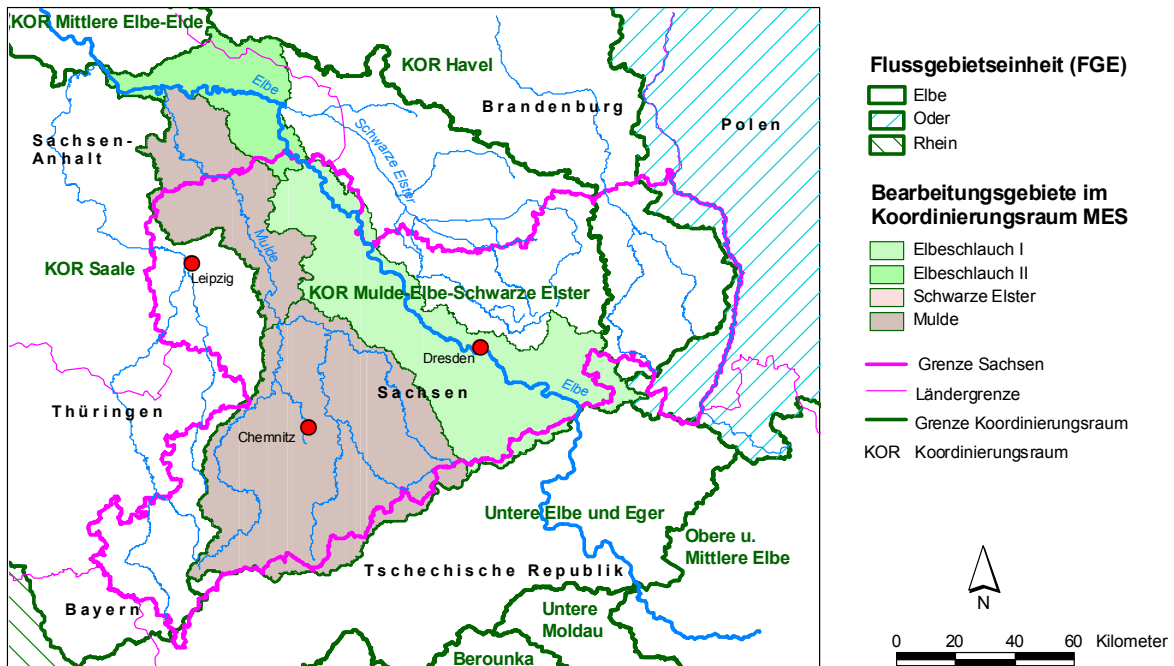 KOR Mittlere Elbe-Elde
KOR Havel
Brandenburg
Polen
Elbe
Schwarze Elster
Sachsen-
Anhalt
Mulde
KOR Saale
Leipzig
KOR Mulde-Elbe-Schwarze Elster
Dresden
Sachsen
Elbe
Thüringen
Chemnitz
Untere Elbe und Eger
Obere u.
Mittlere Elbe
Tschechische Republik
Bayern
Untere
Moldau
Berounka
Flussgebietseinheit (FGE)
Elbe
Oder
Rhein
Bearbeitungsgebiete im
Koordinierungsraum MES
Elbeschlauch I
Elbeschlauch II
Schwarze Elster
Mulde
Grenze Sachsen
Ländergrenze
Grenze Koordinierungsraum
KOR Koordinierungsraum
N
0 20 40 60 Kilometer